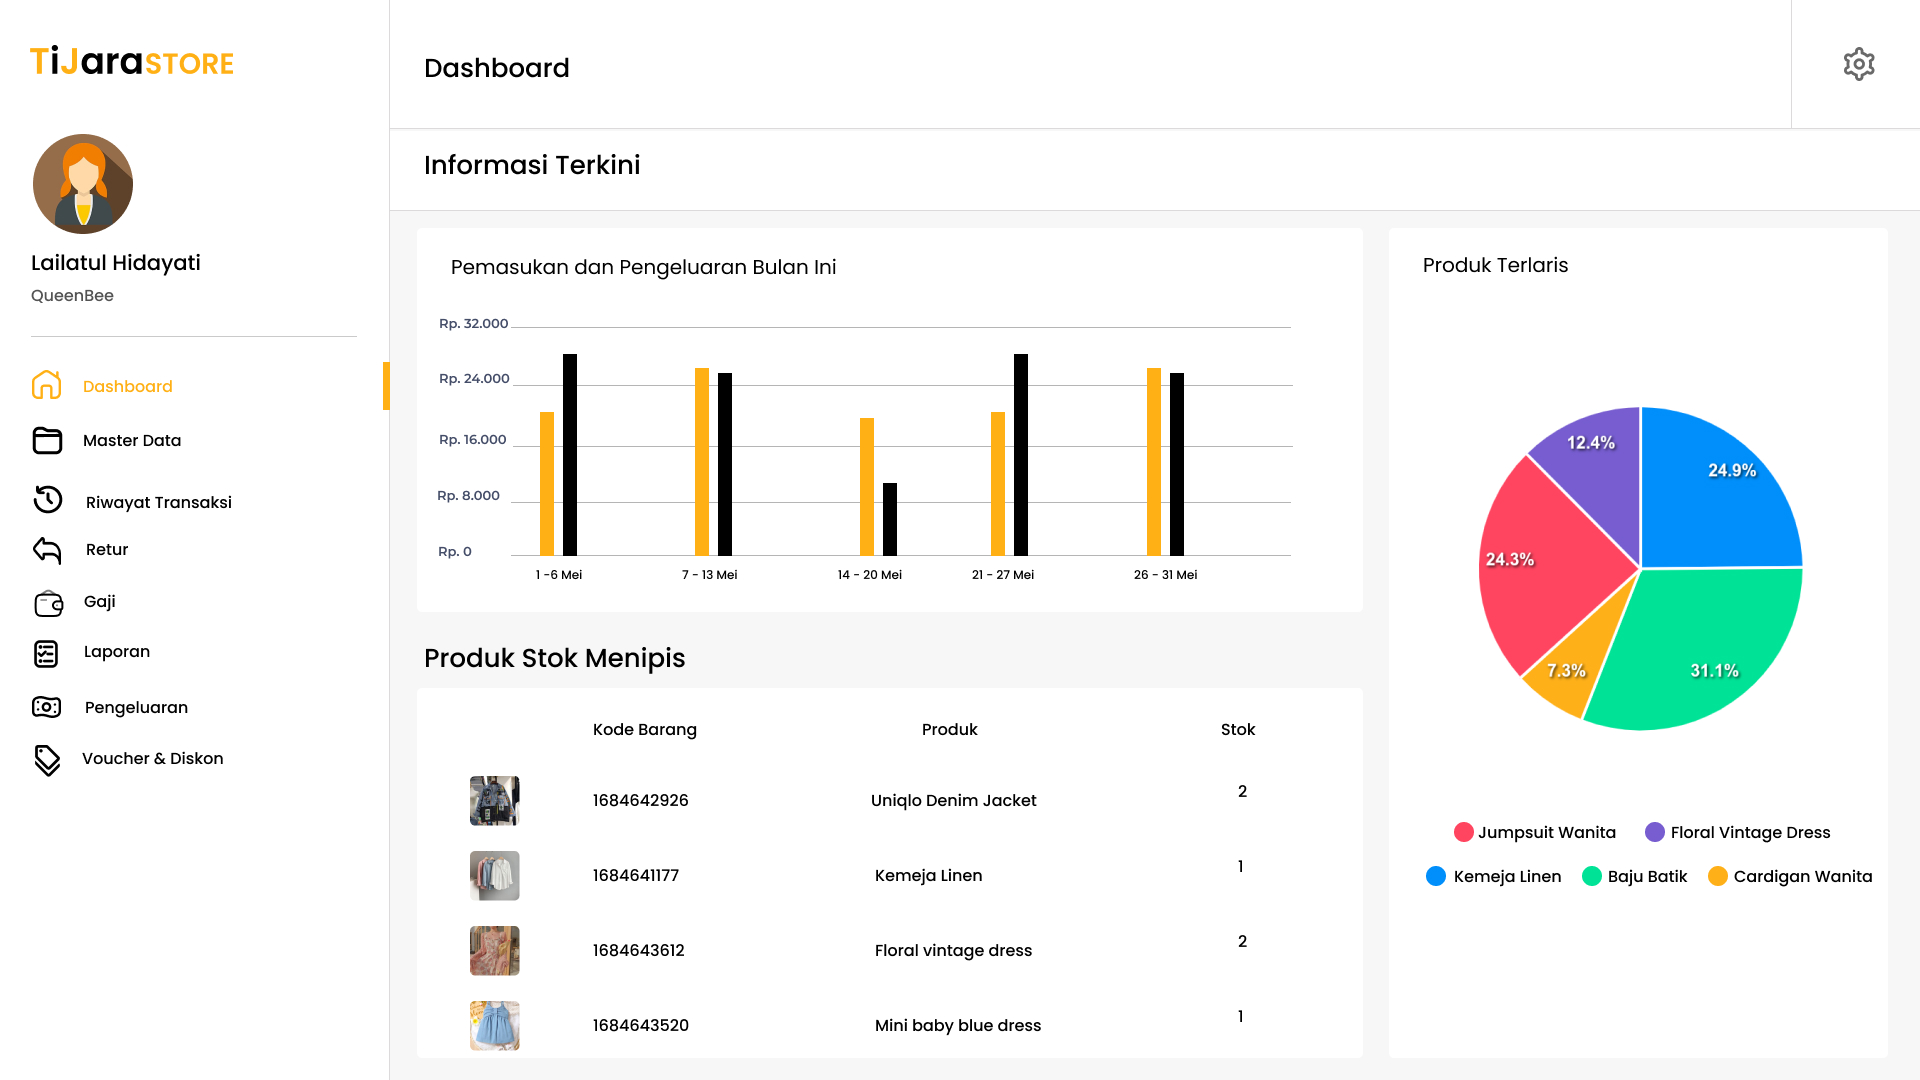 TiJaraSTORE
Lailatul Hidayati
QueenBee
Dashboard
Master Data
Riwayat Transaksi
Retur
Gaji
Laporan
Pengeluaran
Voucher & Diskon
Dashboard
Informasi Terkini
Pemasukan dan Pengeluaran Bulan Ini
Rp. 32.000
Rp. 24.000
Rp. 16.000
Rp. 8.000
Rp. 0
1 -6 Mei
7 - 13 Mei
14 - 20 Mei
21 - 27 Mei
26 - 31 Mei
Produk Stok Menipis
Kode Barang Produk Stok
1684642926 Uniqlo Denim Jacket 2
1684641177 Kemeja Linen 1
1684643612 Floral vintage dress 2
1684643520 Mini baby blue dress 1
Produk Terlaris
12.4%
24.9%
24.3%
7.3%
31.1%
Jumpsuit Wanita Floral Vintage Dress
Kemeja Linen Baju Batik Cardigan Wanita